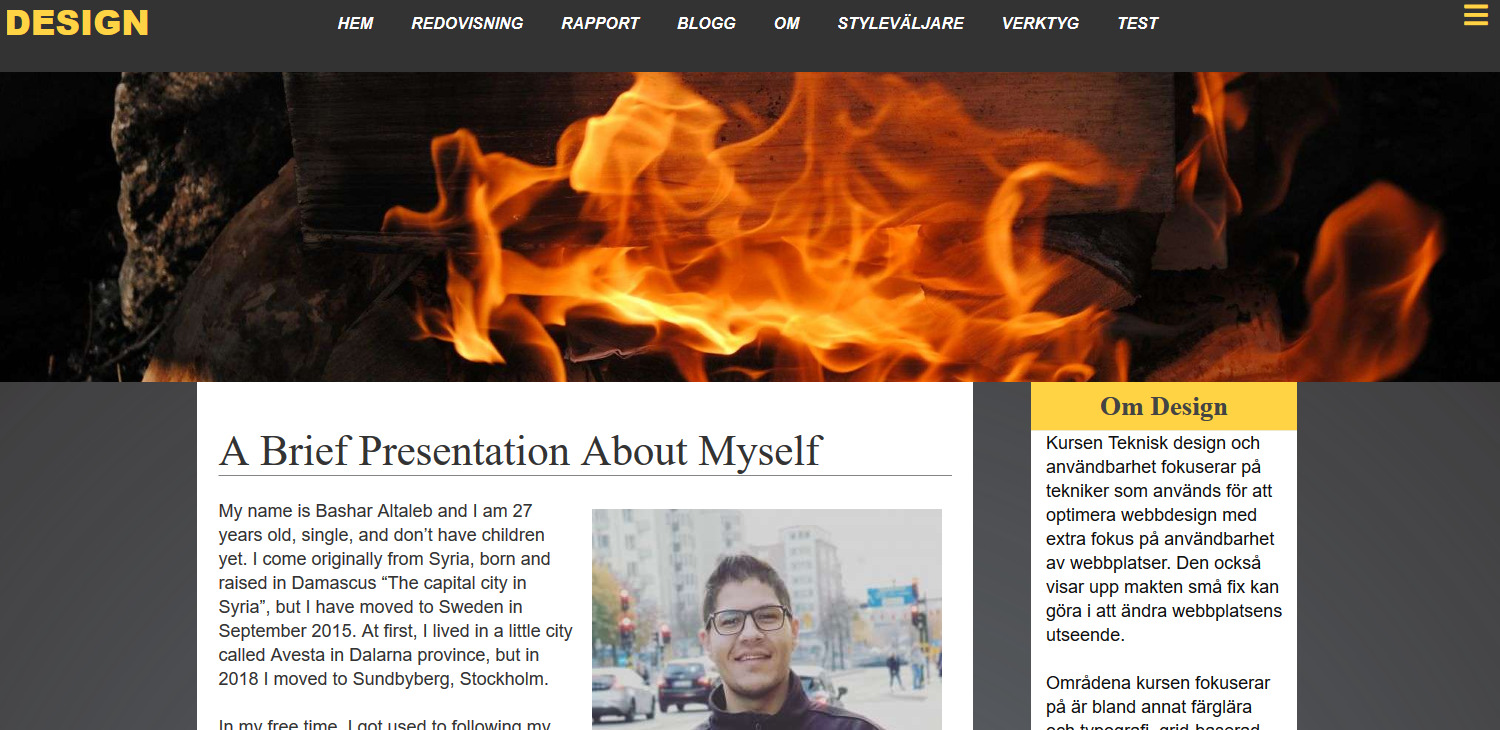 DESIGN
HEM REDOVISNING RAPPORT BLOGG OM STYLEVÄLJARE VERKTYG TEST
A Brief Presentation About Myself
My name is Bashar Altaleb and I am 27
years old, single, and don’t have children
yet. I come originally from Syria, born and
raised in Damascus “The capital city in
Syria”, but I have moved to Sweden in
September 2015. At first, I lived in a little city
called Avesta in Dalarna province, but in
2018 I moved to Sundbyberg, Stockholm.
In my free time, I got used to following my
Om Design
Kursen Teknisk design och
användbarhet fokuserar på
tekniker som används för att
optimera webbdesign med
extra fokus på användbarhet
av webbplatser. Den också
visar upp makten små fix kan
göra i att ändra webbplatsens
utseende.
Områdena kursen fokuserar
på är bland annat färglära
och typografi, grid-baserad